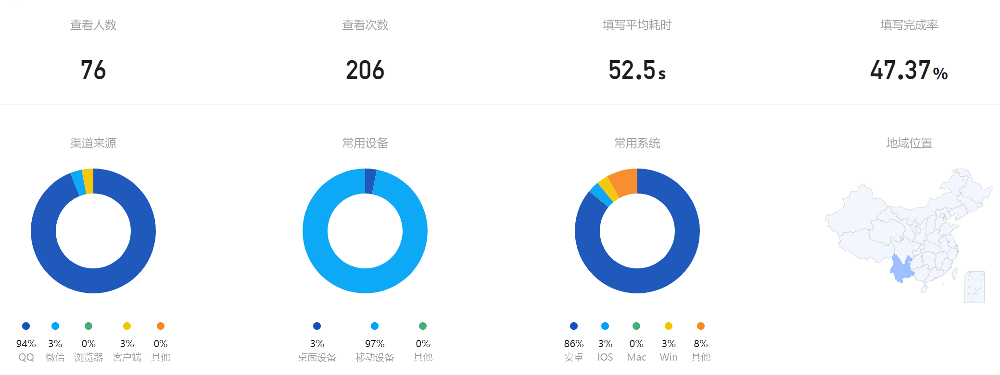 查看人数
查看次数
填写平均耗时
填写完成率
76
206
52.5 s
47.37 %
渠道来源
常用设备
常用系统
地域位置
94% 3% 0% 3% 0%
QQ 微信 浏览器 客户端 其他
3% 97% 0%
桌面设备 移动设备 其他
86% 3% 0% 3% 8%
安卓 IOS Mac Win 其他